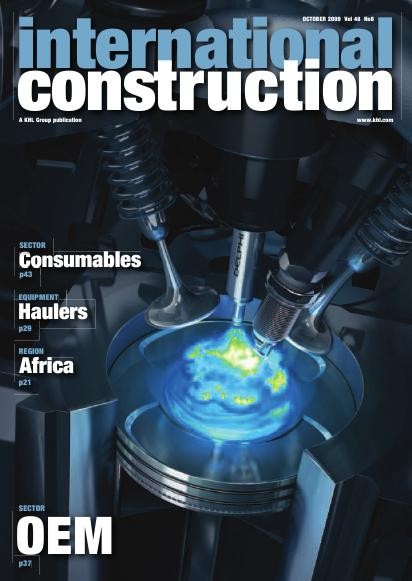 OCTOBER 2009 Vol 48 No8
international
construction
A KHL Group publication www.khl.com
DELPHI
SECTOR
Consumables
p43
EQUIPMENT
Haulers
p29
REGION
Africa
p21
SECTOR
OEM
p37